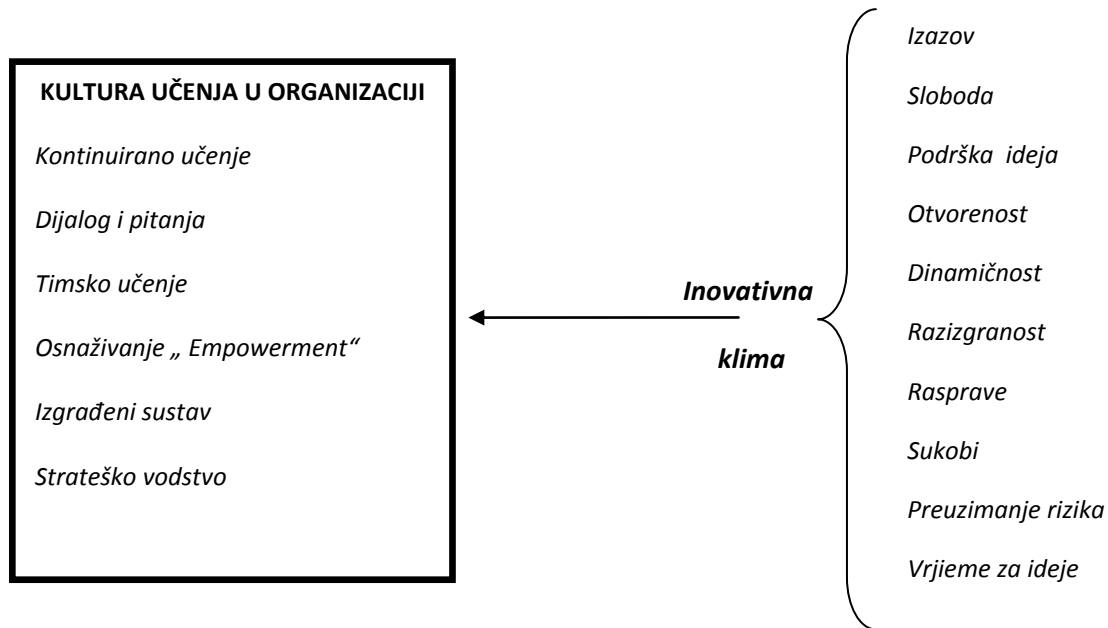 KULTURA UČENJA U ORGANIZACIJI
Kontinuirano učenje
Dijalog i pitanja
Timsko učenje
Osnaživanje „ Empowerment“
Izgrađeni sustav
Strateško vodstvo
Inovativna
klima
Izazov
Sloboda
Podrška  ideja
Otvorenost
Dinamičnost
Razizgranost
Rasprave
Sukobi
Preuzimanje rizika
Vrjieme za ideje